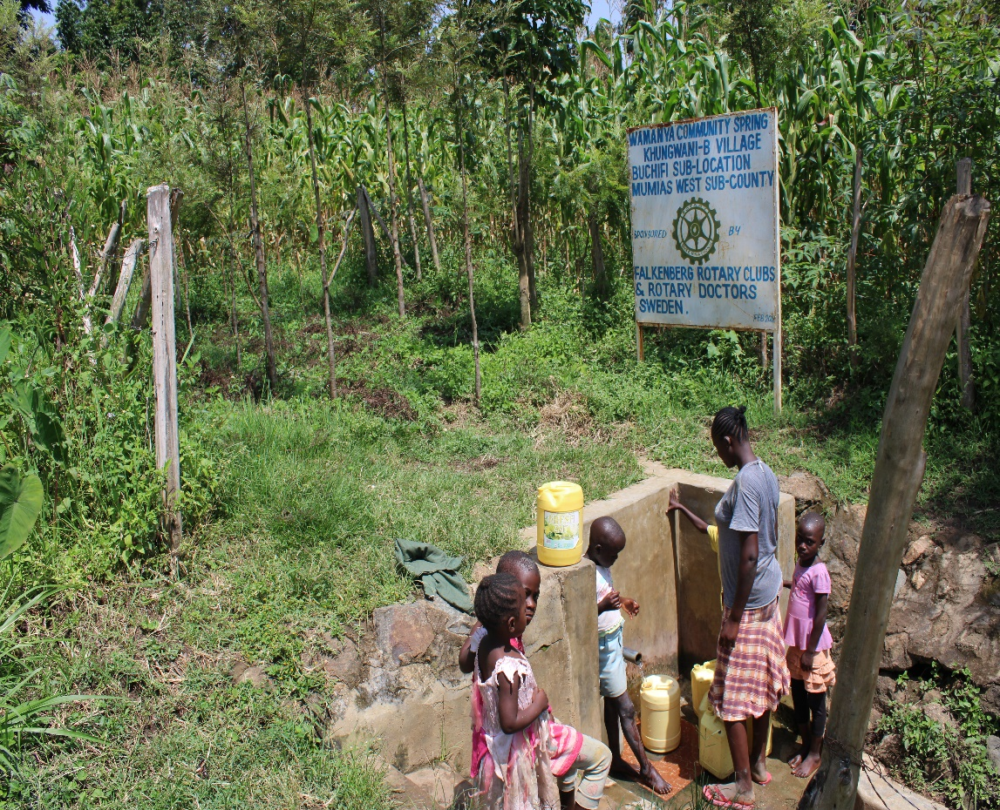 WAMANYA COMMUNITY SPRING
KHUNGWANI-B VILLAGE
BUCHIFI SUB-LOCATION
MUMIAS WEST SUB-COUNTY
SPONSORED BY
FALKENBERG ROTARY CLUBS
& ROTARY DOCTORS
SWEDEN.
FEB